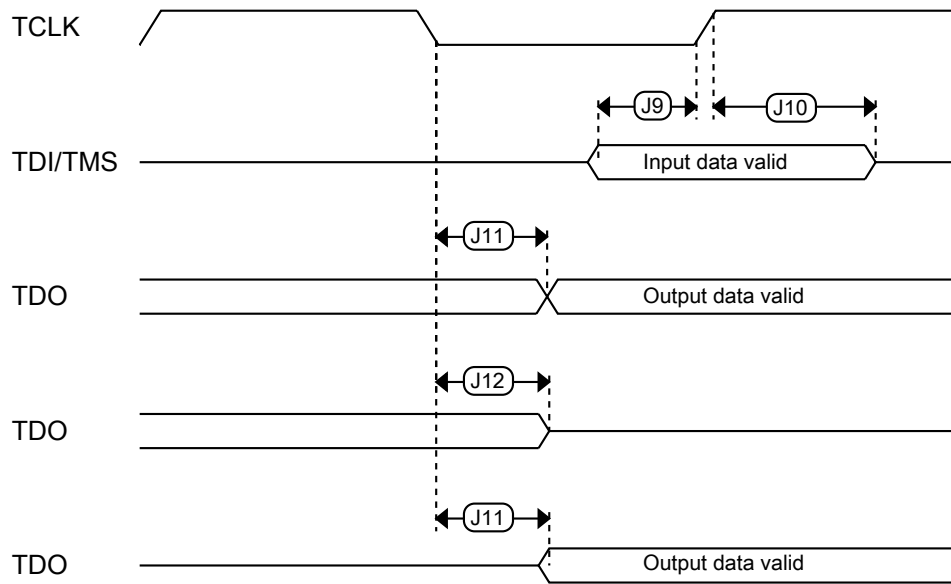 TCLK
J9
J10
TDI/TMS
Input data valid
J11
TDO
Output data valid
J12
TDO
J11
TDO
Output data valid